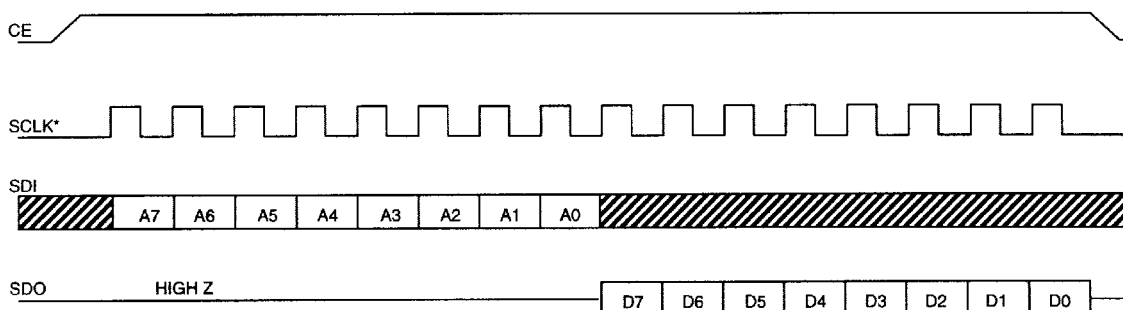 CE
SCLK*
SDI
A7 A6 A5 A4 A3 A2 A1 A0
SDO HIGH Z D7 D6 D5 D4 D3 D2 D1 D0